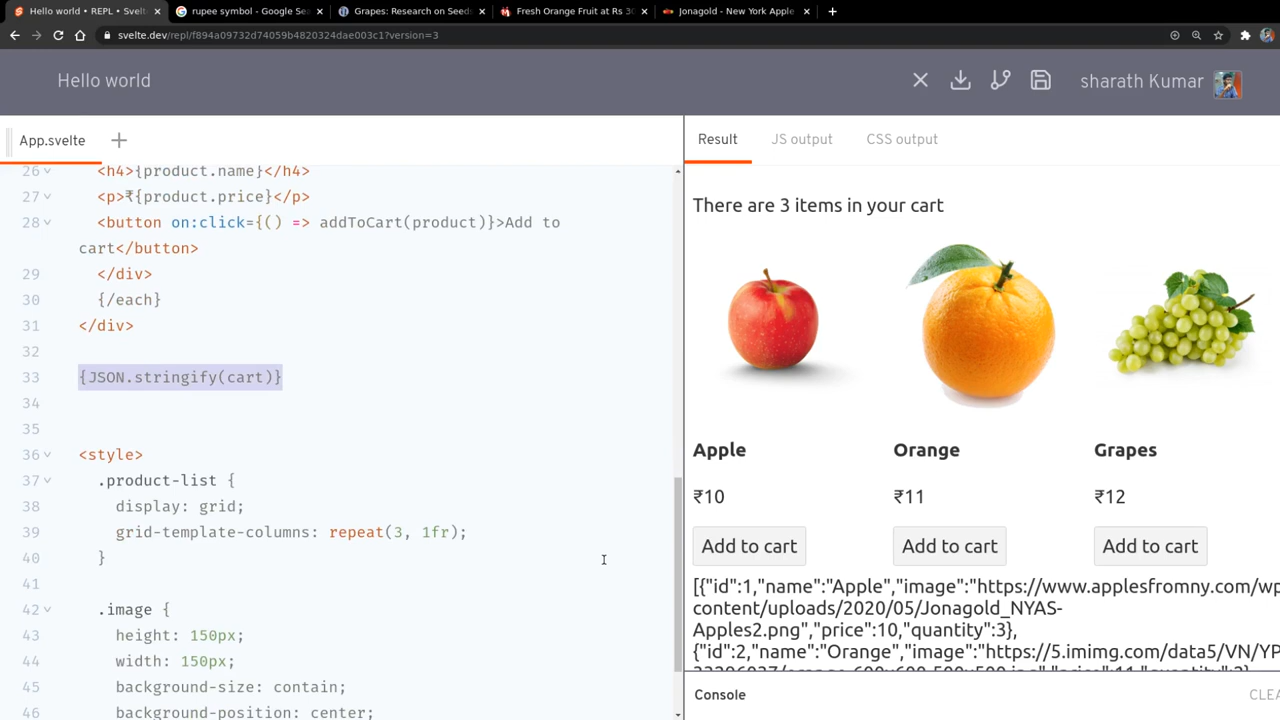 Hello world • REPL • Svelt
rupee symbol - Google Se
Grapes: Research on Seed
Fresh Orange Fruit at Rs 30
Jonagold - New York Apple
svelte.dev/repl/f894a09732d74059b4820324dae003c1?version=3
Hello world
sharath Kumar
App.svelte
26 <h4>{product.name}</h4>
27 <p>₹{product.price}</p>
28 <button on:click={() => addToCart(product)}>Add to
cart</button>
29 </div>
30 {/each}
31 </div>
32
33 {JSON.stringify(cart)}
34
35
36 <style>
37 .product-list {
38 display: grid;
39 grid-template-columns: repeat(3, 1fr);
40 }
41
42 .image {
43 height: 150px;
44 width: 150px;
45 background-size: contain;
46 background-position: center;
Result JS output CSS output
There are 3 items in your cart
Apple Orange Grapes
₹10 ₹11 ₹12
Add to cart Add to cart Add to cart
[{"id":1,"name":"Apple","image":"https://www.applesfromny.com/wp
content/uploads/2020/05/Jonagold_NYAS-
Apples2.png","price":10,"quantity":3},
{"id":2,"name":"Orange","image":"https://5.imimg.com/data5/VN/YP
Console CLEA